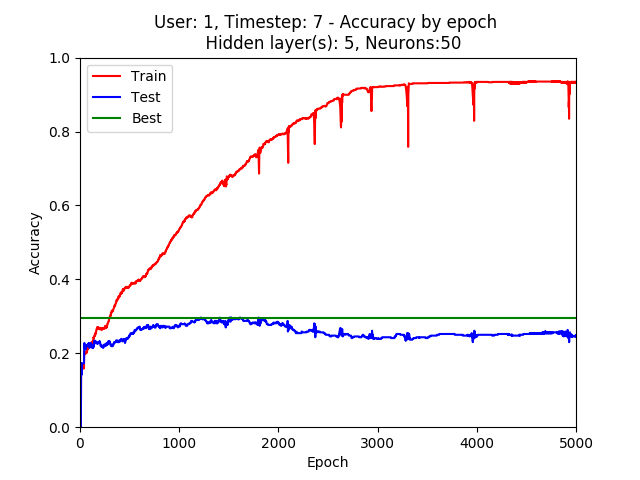 User: 1, Timestep: 7 - Accuracy by epoch
Hidden layer(s): 5, Neurons:50
1.0
0.8
0.6
0.4
0.2
0.0
Accuracy
Train
Test
Best
0
1000
2000
3000
4000
5000
Epoch